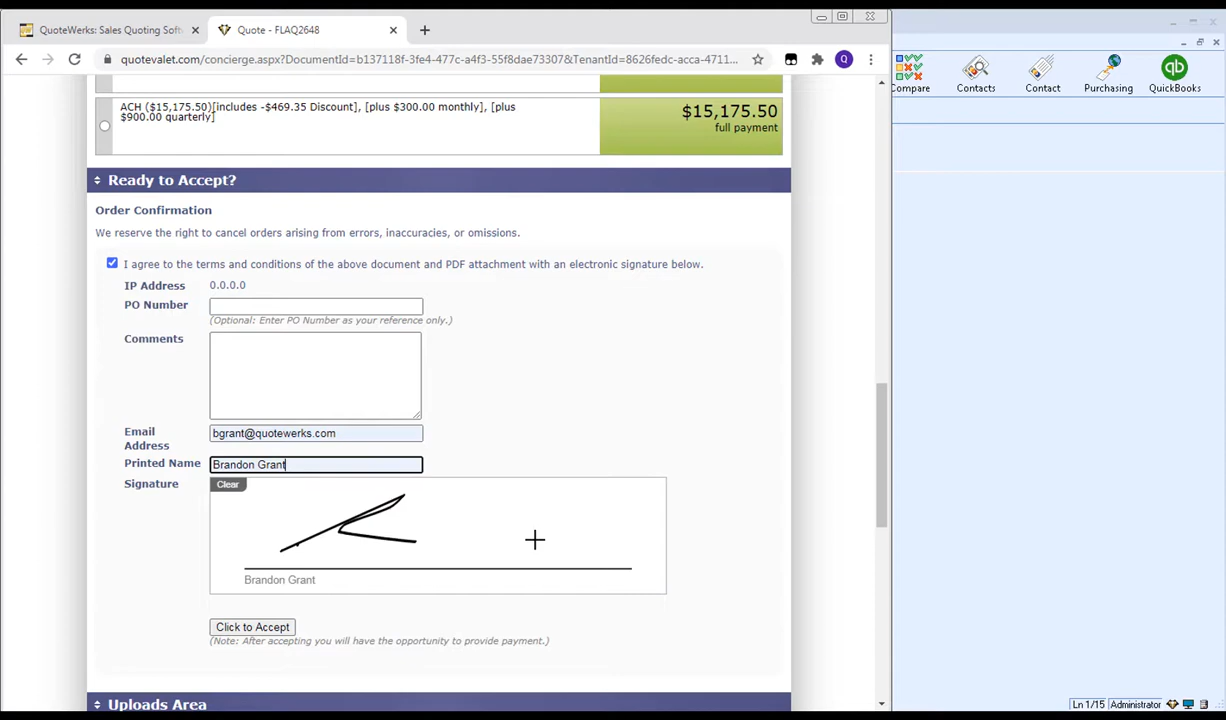 QuoteWerks: Sales Quoting Softw
Quote - FLAQ2648
quotevalet.com/concierge.aspx?DocumentId=b137118f-3fe4-477c-a4f3-55f8dae73307&TenantId=8626fedc-acca-4711...
Q
Compare
Contacts
Contact
Purchasing
qb
QuickBooks
ACH ($15,175.50)[includes -$469.35 Discount], [plus $300.00 monthly], [plus
$900.00 quarterly]
$15,175.50
full payment
Ready to Accept?
Order Confirmation
We reserve the right to cancel orders arising from errors, inaccuracies, or omissions.
I agree to the terms and conditions of the above document and PDF attachment with an electronic signature below.
IP Address 0.0.0.0
PO Number
(Optional: Enter PO Number as your reference only.)
Comments
Email
Address
bgrant@quotewerks.com
Printed Name Brandon Grant
Signature
Clear
Brandon Grant
Click to Accept
(Note: After accepting you will have the opportunity to provide payment.)
Uploads Area
Ln 1/15 Administrator